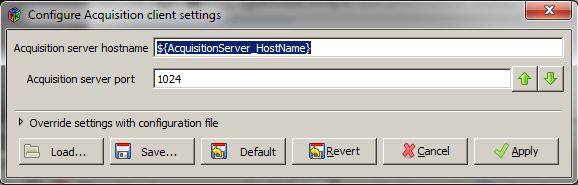 Configure Acquisition client settings
Acquisition server hostname ${AcquisitionServer_HostName}
Acquisition server port 1024
Override settings with configuration file
Load... Save... Default Revert Cancel Apply